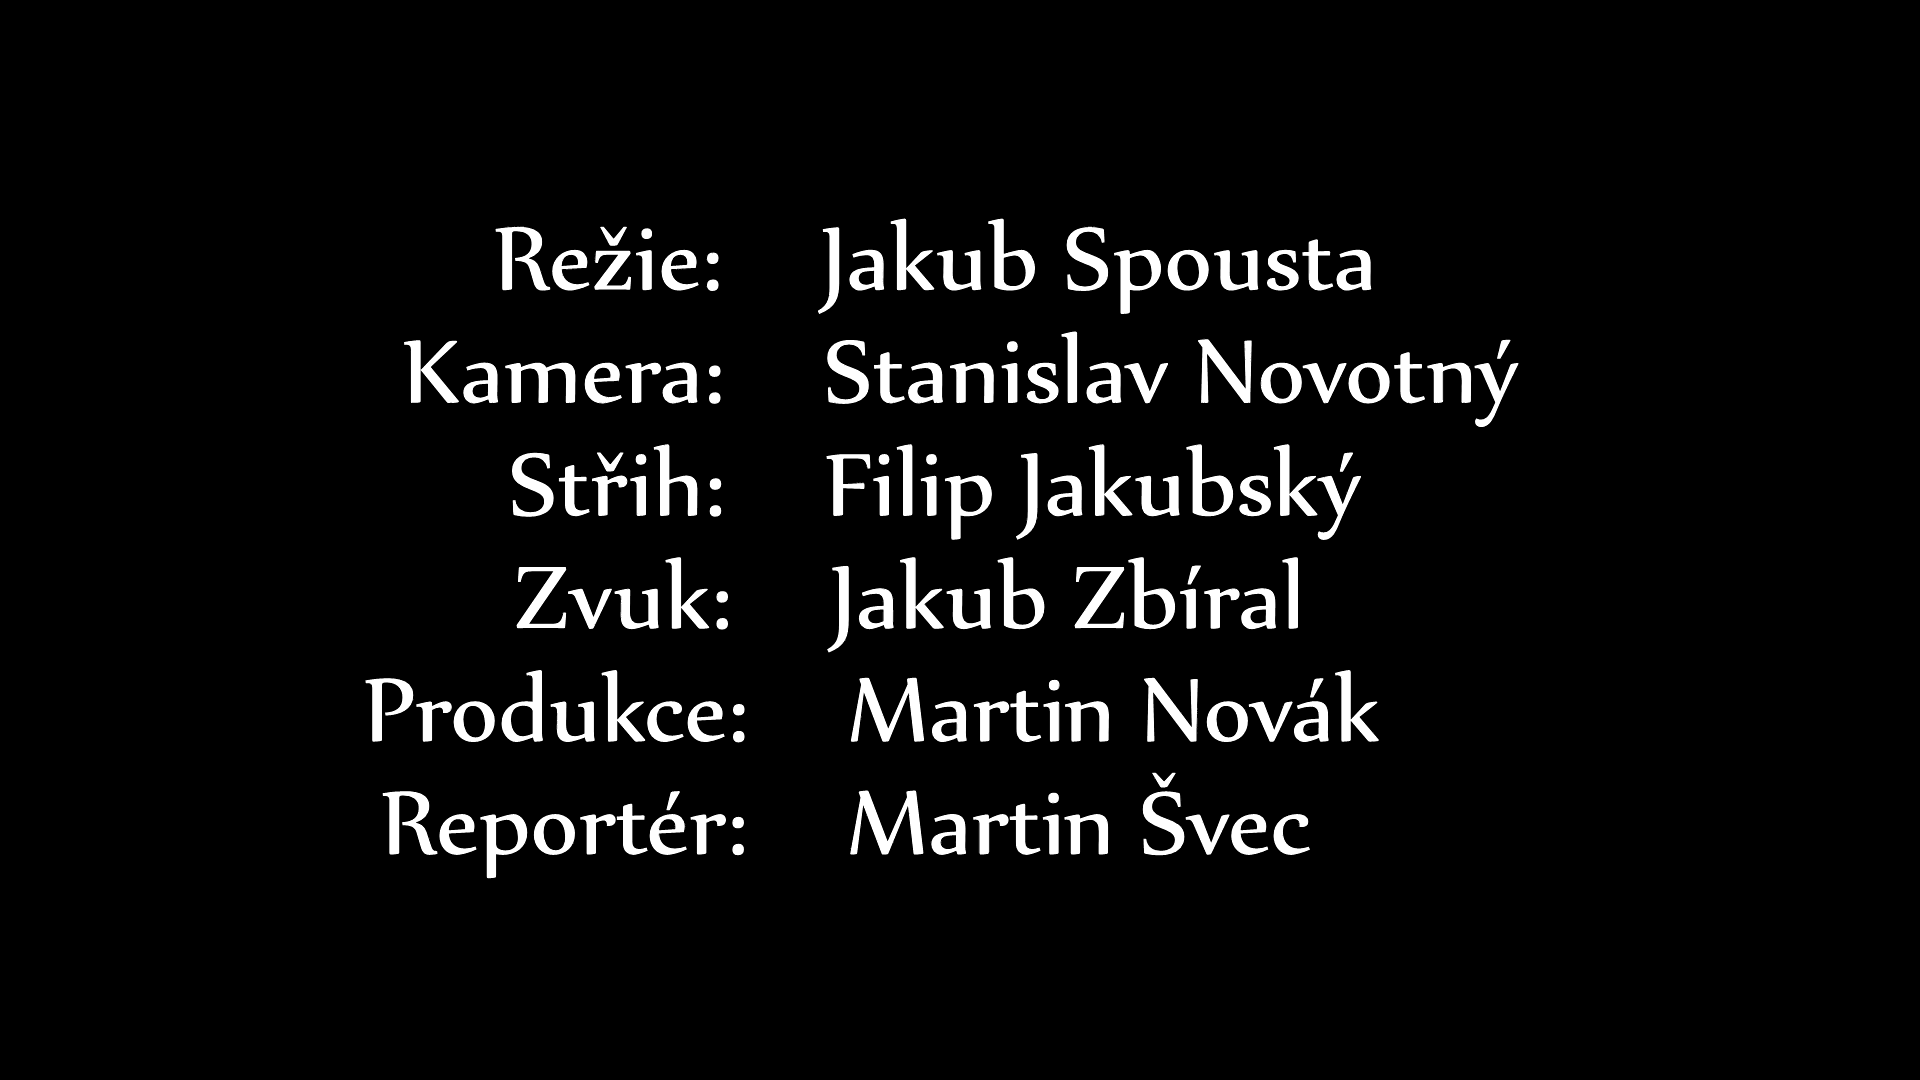 Režie: Jakub Spousta
Kamera: Stanislav Novotný
Střih: Filip Jakubský
Zvuk: Jakub Zbíral
Produkce: Martin Novák
Reportér: Martin Švec